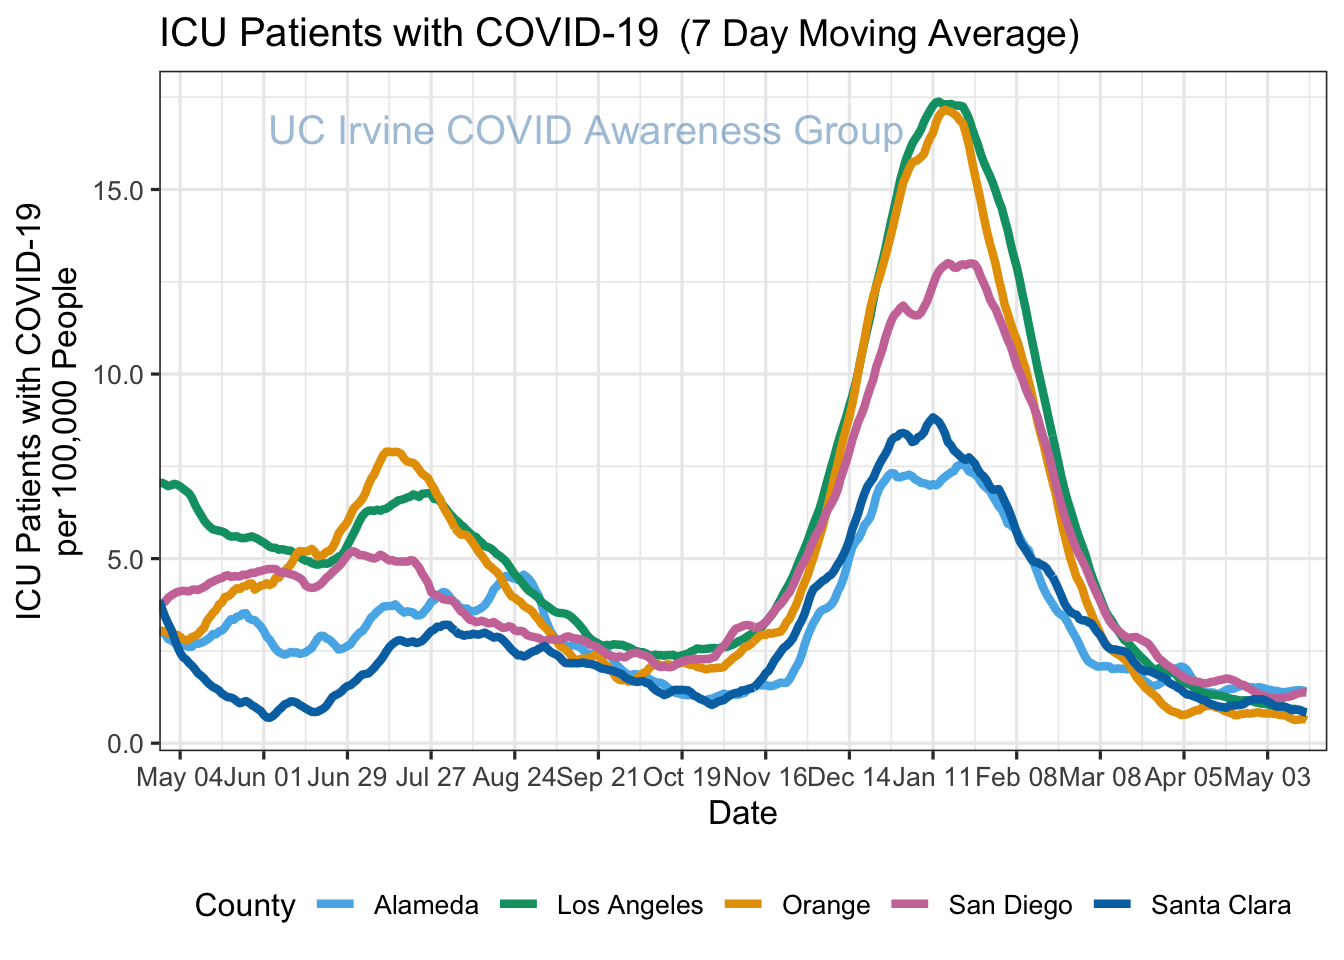 ICU Patients with COVID-19 (7 Day Moving Average)
UC Irvine COVID Awareness Group
ICU Patients with COVID-19
per 100,000 People
15.0
10.0
5.0
0.0
May 04 Jun 01 Jun 29 Jul 27 Aug 24 Sep 21 Oct 19 Nov 16 Dec 14 Jan 11 Feb 08 Mar 08 Apr 05 May 03
Date
County Alameda Los Angeles Orange San Diego Santa Clara